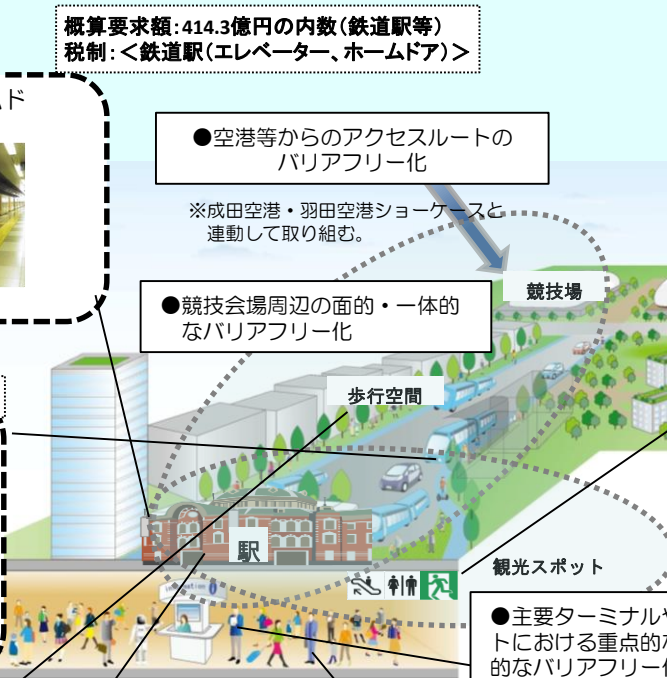 概算要求額：414.3億円の内数（鉄道駅等）
税制：＜鉄道駅（エレベーター、ホームドア）＞
ド
●空港等からのアクセスルートの
バリアフリー化
※成田空港・羽田空港ショーケースと
連動して取り組む。
競技場
●競技会場周辺の面的・一体的
なバリアフリー化
歩行空間
駅
観光スポット
●主要ターミナルや
トにおける重点的な
的なバリアフリー化